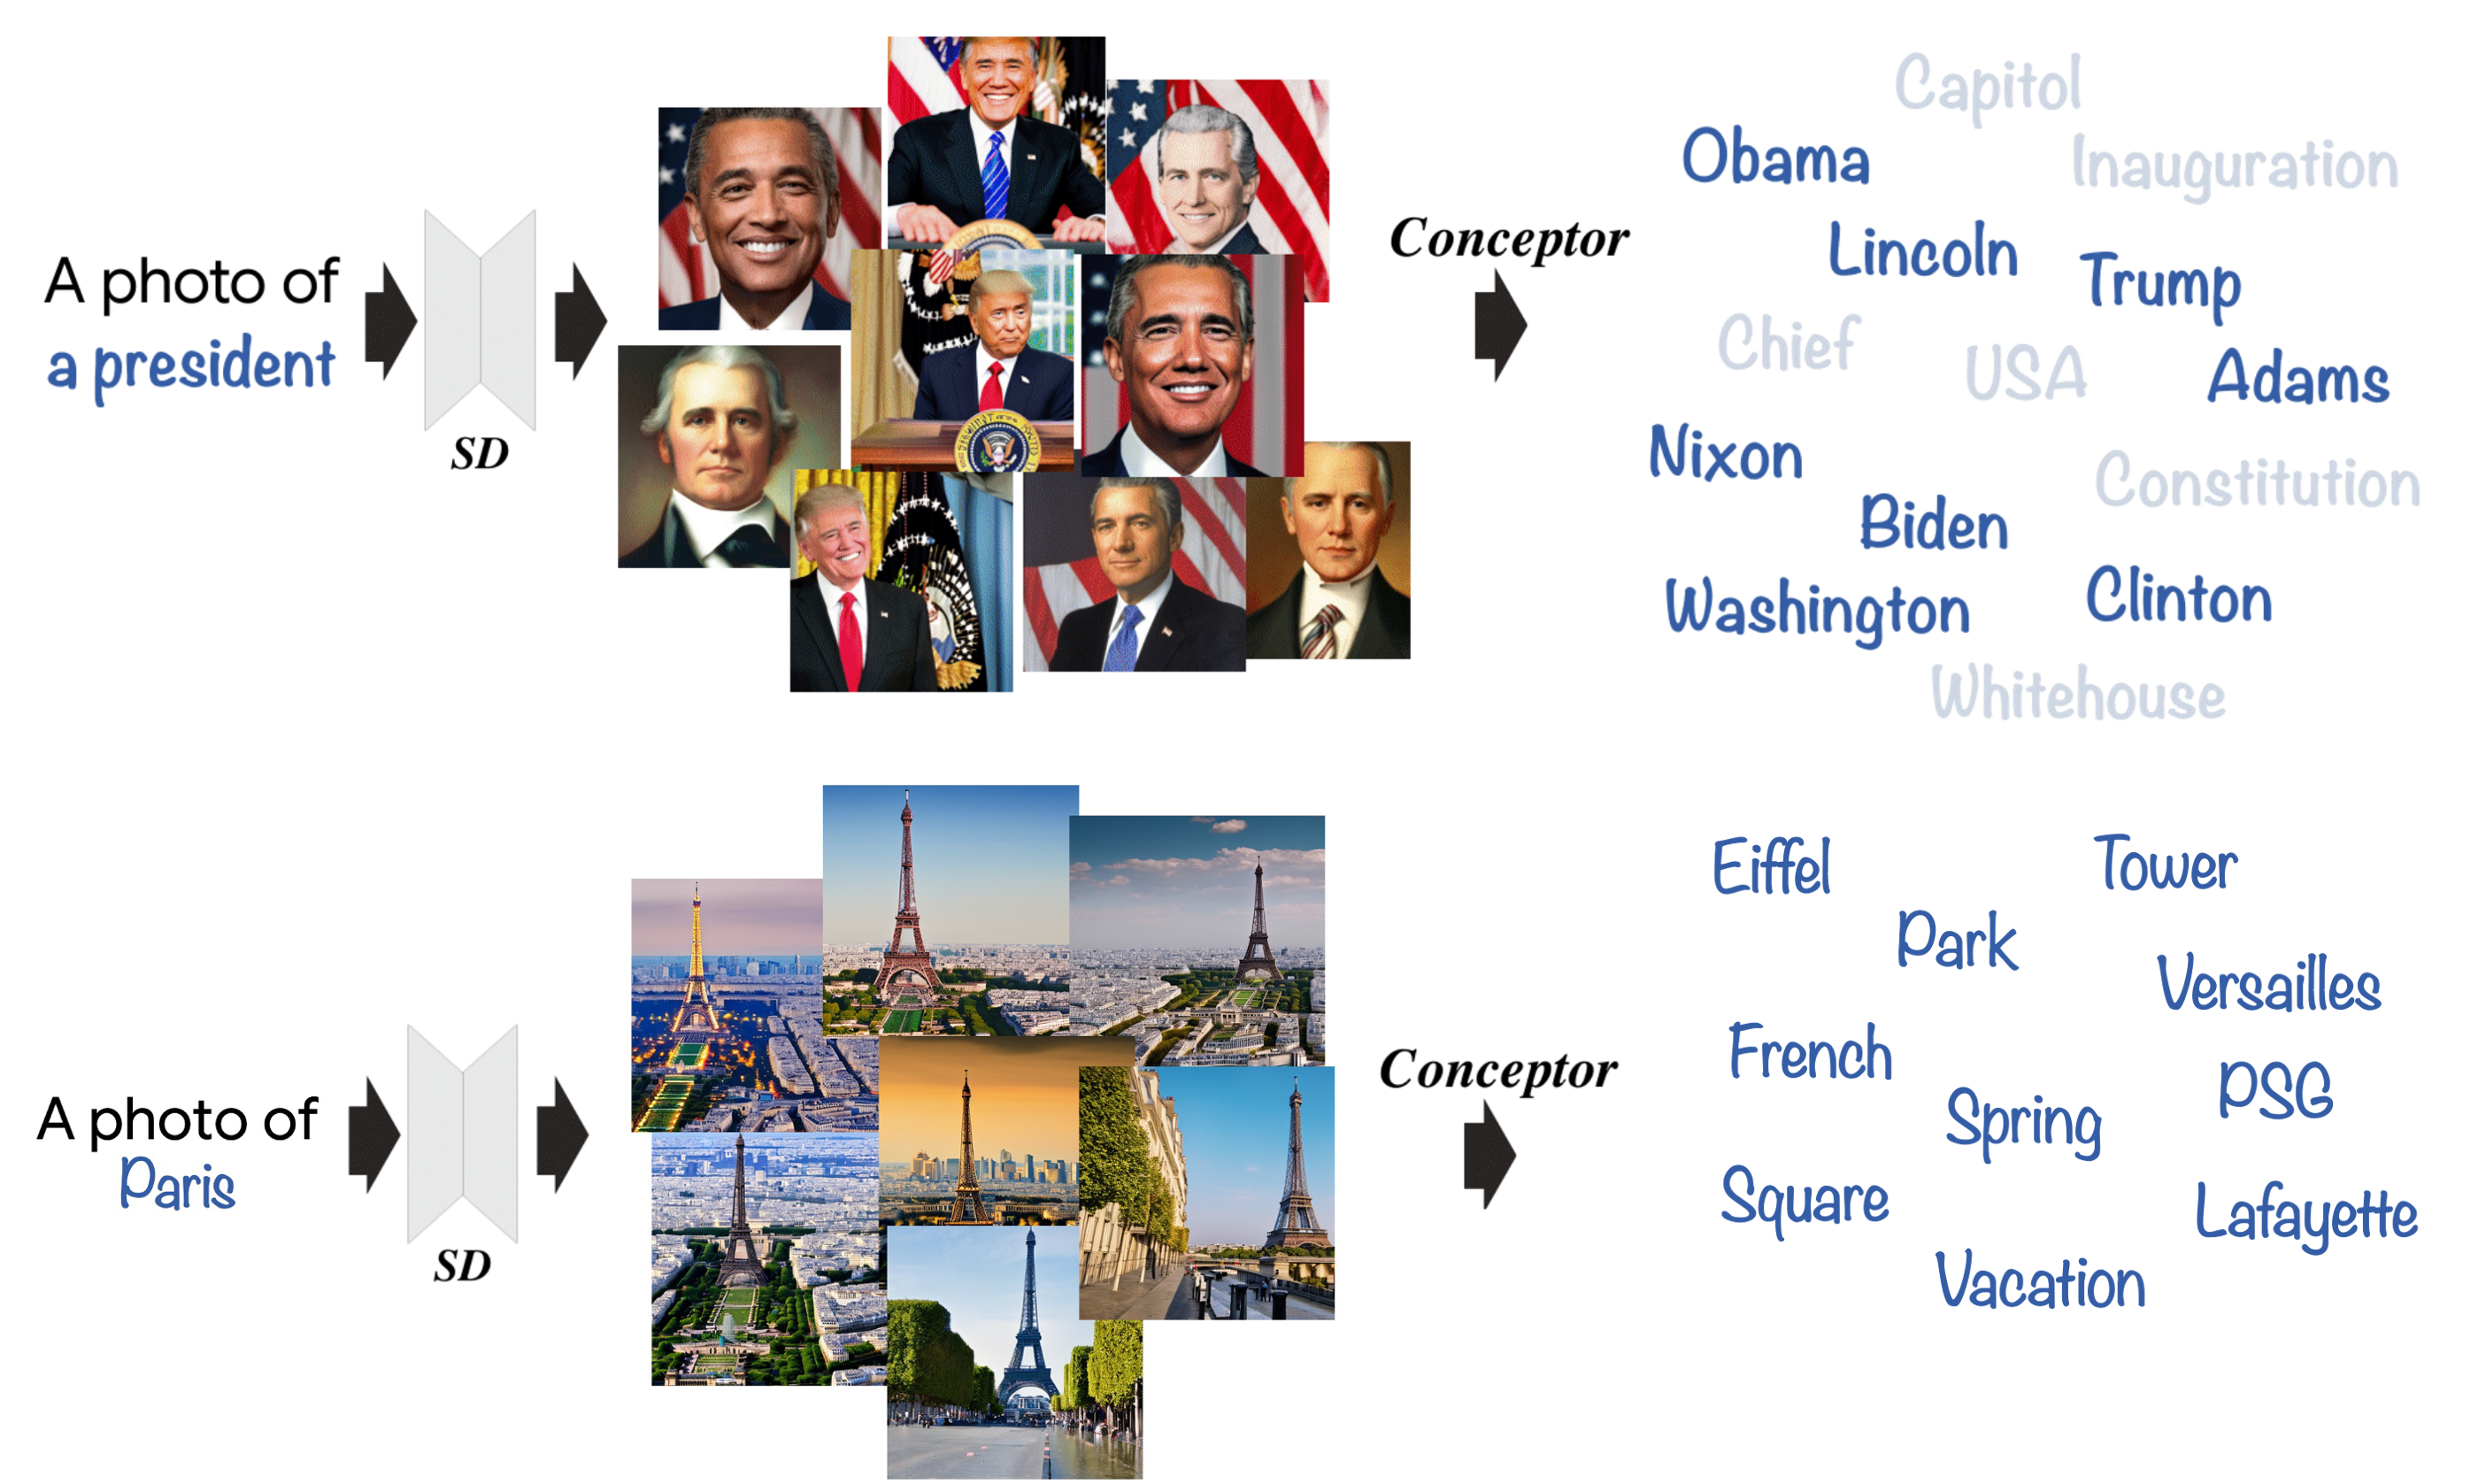 A photo of
a president
SD
Conceptor
Capitol
Obama
Inauguration
Lincoln
Trump
Chief
USA
Adams
Nixon
Constitution
Biden
Washington
Clinton
Whitehouse
A photo of
Paris
SD
Conceptor
Eiffel
Tower
Park
Versailles
French
PSG
Spring
Square
Lafayette
Vacation